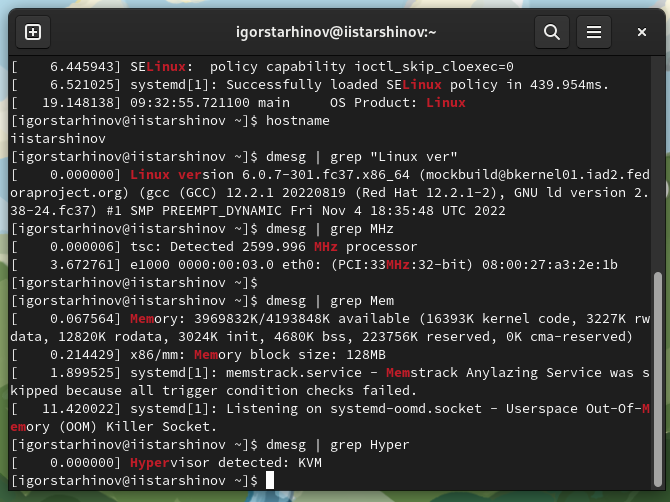 igorstarhinov@iistarshinov:~
[    6.445943] SELinux:  policy capability ioctl_skip_cloexec=0
[    6.521025] systemd[1]: Successfully loaded SELinux policy in 439.954ms.
[   19.148138] 09:32:55.721100 main     OS Product: Linux
[igorstarhinov@iistarshinov ~]$ hostname
iistarshinov
[igorstarhinov@iistarshinov ~]$ dmesg | grep "Linux ver"
[    0.000000] Linux version 6.0.7-301.fc37.x86_64 (mockbuild@bkernel01.iad2.fed
oraproject.org) (gcc (GCC) 12.2.1 20220819 (Red Hat 12.2.1-2), GNU ld version 2.
38-24.fc37) #1 SMP PREEMPT_DYNAMIC Fri Nov 4 18:35:48 UTC 2022
[igorstarhinov@iistarshinov ~]$ dmesg | grep MHz
[    0.000006] tsc: Detected 2599.996 MHz processor
[    3.672761] e1000 0000:00:03.0 eth0: (PCI:33MHz:32-bit) 08:00:27:a3:2e:1b
[igorstarhinov@iistarshinov ~]$
[igorstarhinov@iistarshinov ~]$ dmesg | grep Mem
[    0.067564] Memory: 3969832K/4193848K available (16393K kernel code, 3227K rw
data, 12820K rodata, 3024K init, 4680K bss, 223756K reserved, 0K cma-reserved)
[    0.214429] x86/mm: Memory block size: 128MB
[    1.899525] systemd[1]: memstrack.service - Memstrack Anylazing Service was s
kipped because all trigger condition checks failed.
[   11.420022] systemd[1]: Listening on systemd-oomd.socket - Userspace Out-Of-M
emory (OOM) Killer Socket.
[igorstarhinov@iistarshinov ~]$ dmesg | grep Hyper
[    0.000000] Hypervisor detected: KVM
[igorstarhinov@iistarshinov ~]$